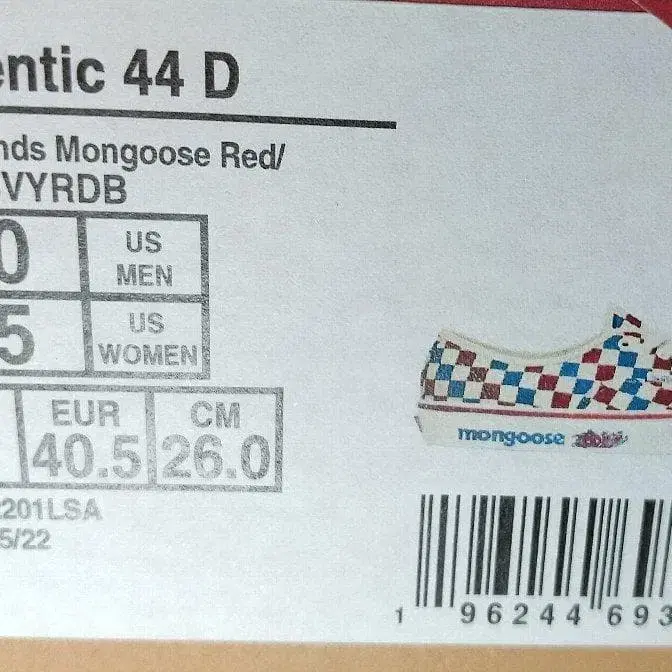 entic 44 D
nds Mongoose Red/
VYRDB
0 US MEN
5 US WOMEN
EUR 40.5
CM 26.0
201LSA
5/22
mongoose
1 96244 693